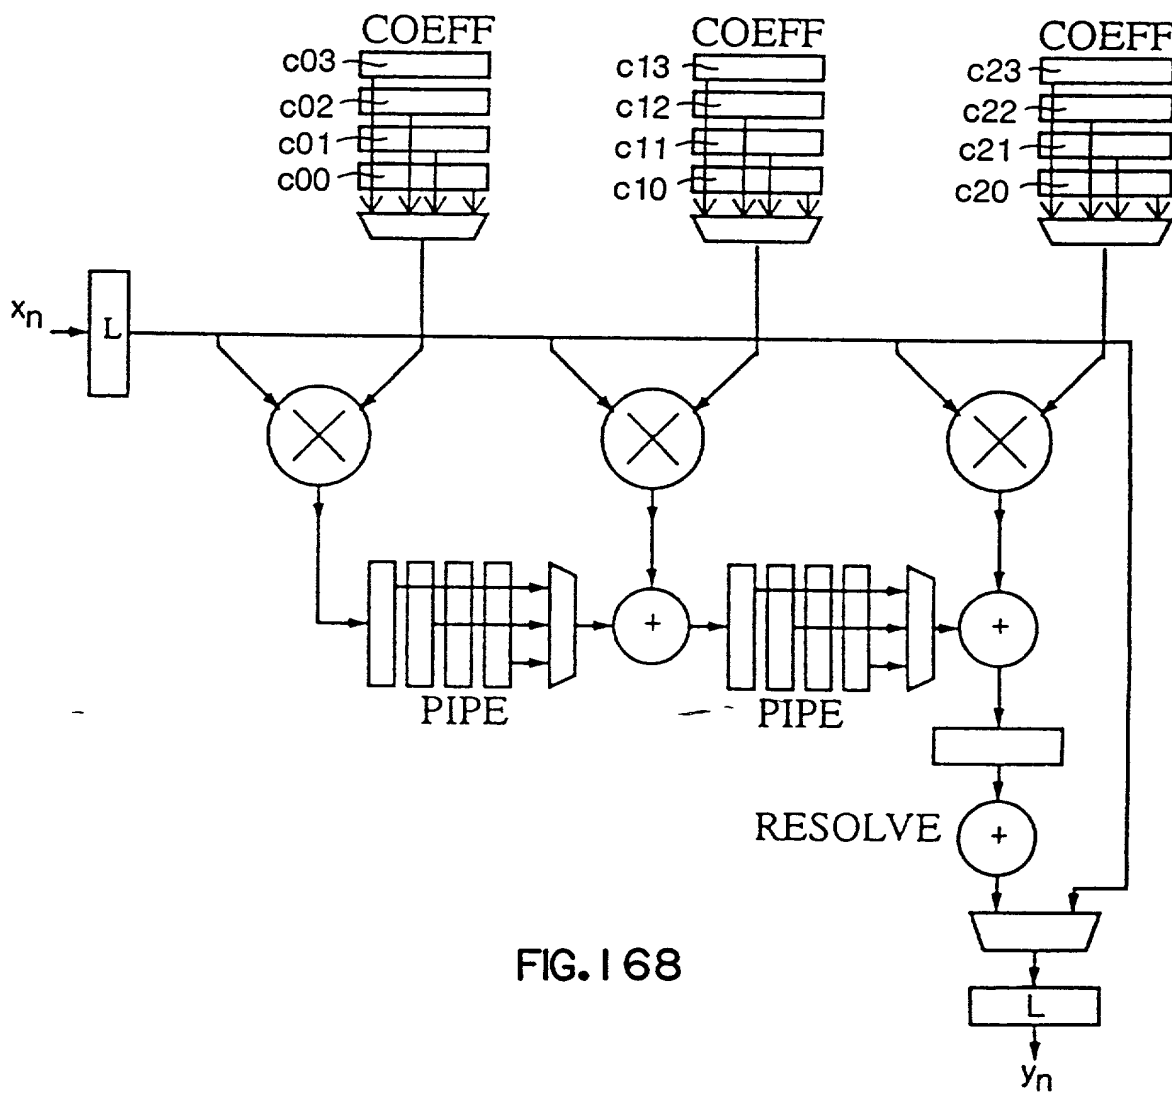 COEFF COEFF COEFF
c03 c13 c23
c02 c12 c22
c01 c11 c21
c00 c10 c20
xn L
+ +
PIPE PIPE
RESOLVE +
FIG.168
L
yn